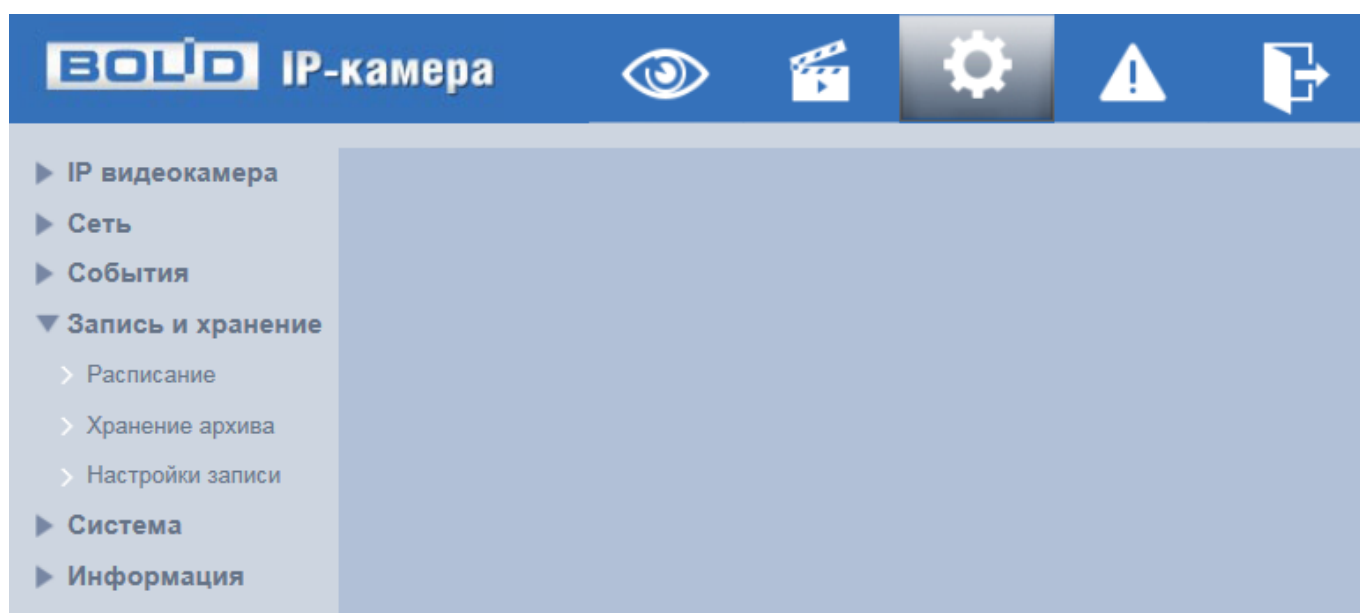 BOLID IP-камера
IP видеокамера
Сеть
События
Запись и хранение
Расписание
Хранение архива
Настройки записи
Система
Информация